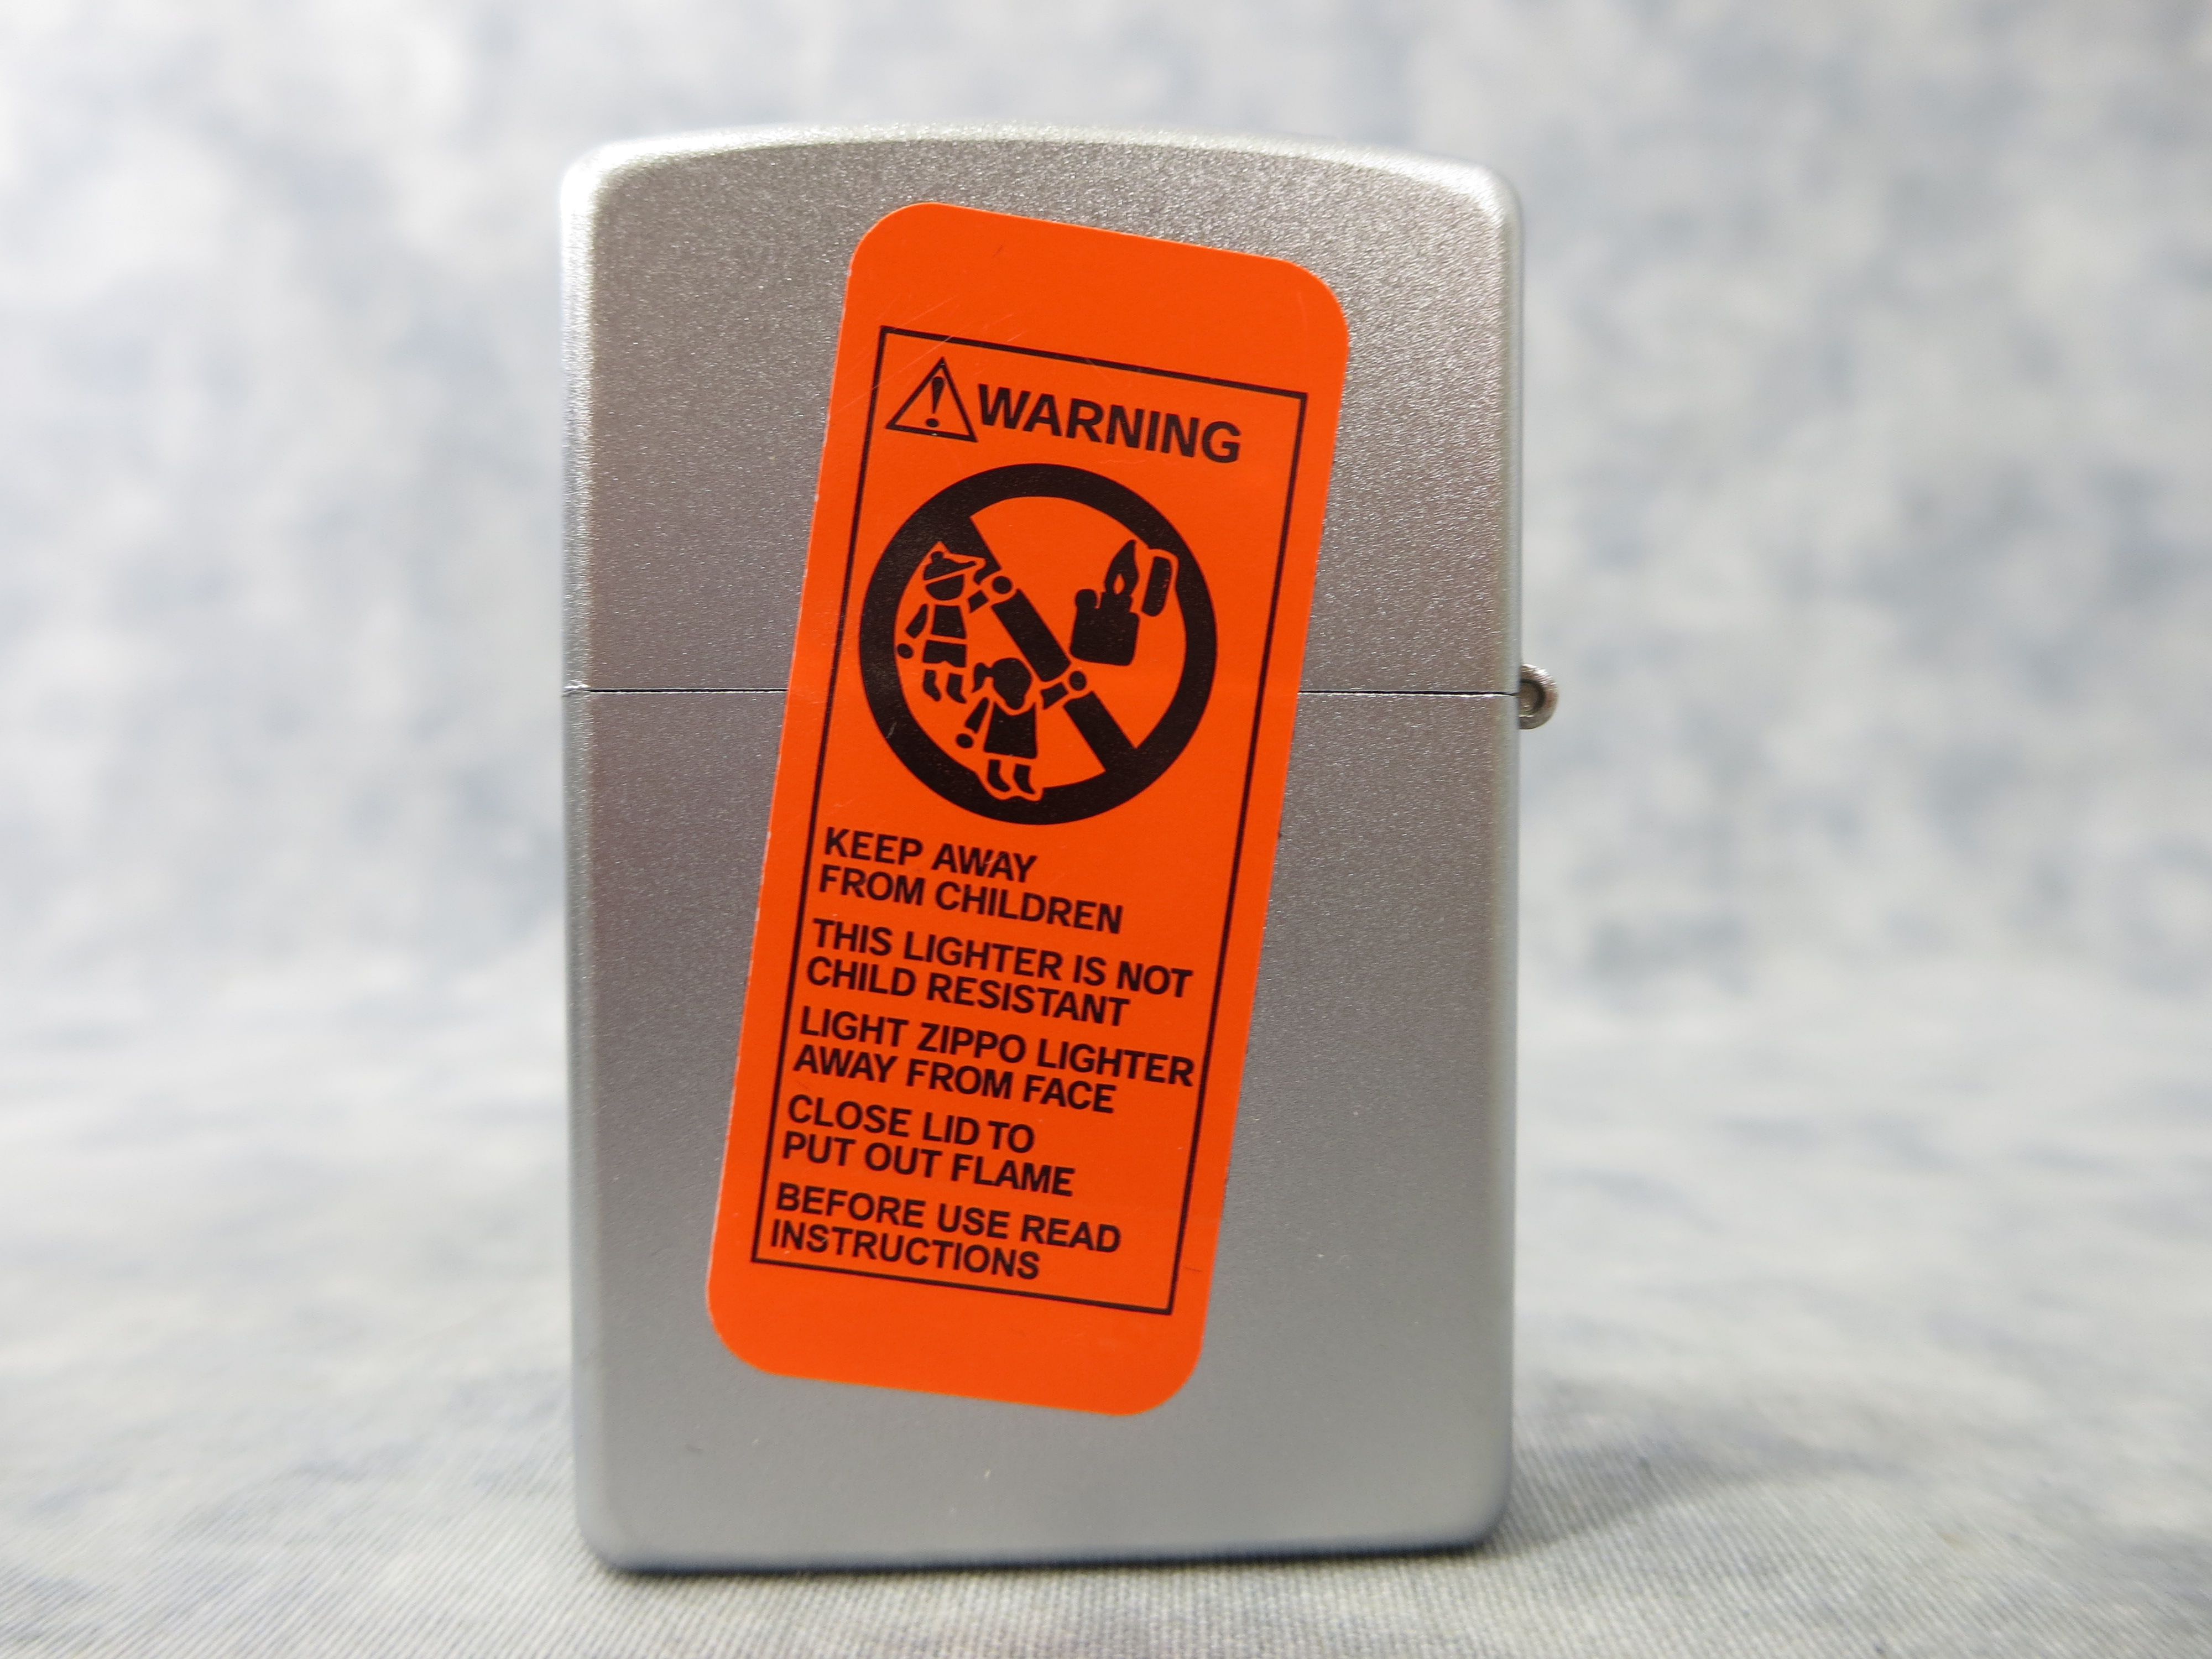 WARNING
KEEP AWAY
FROM CHILDREN
THIS LIGHTER IS NOT
CHILD RESISTANT
LIGHT ZIPPO LIGHTER
AWAY FROM FACE
CLOSE LID TO
PUT OUT FLAME
BEFORE USE READ
INSTRUCTIONS